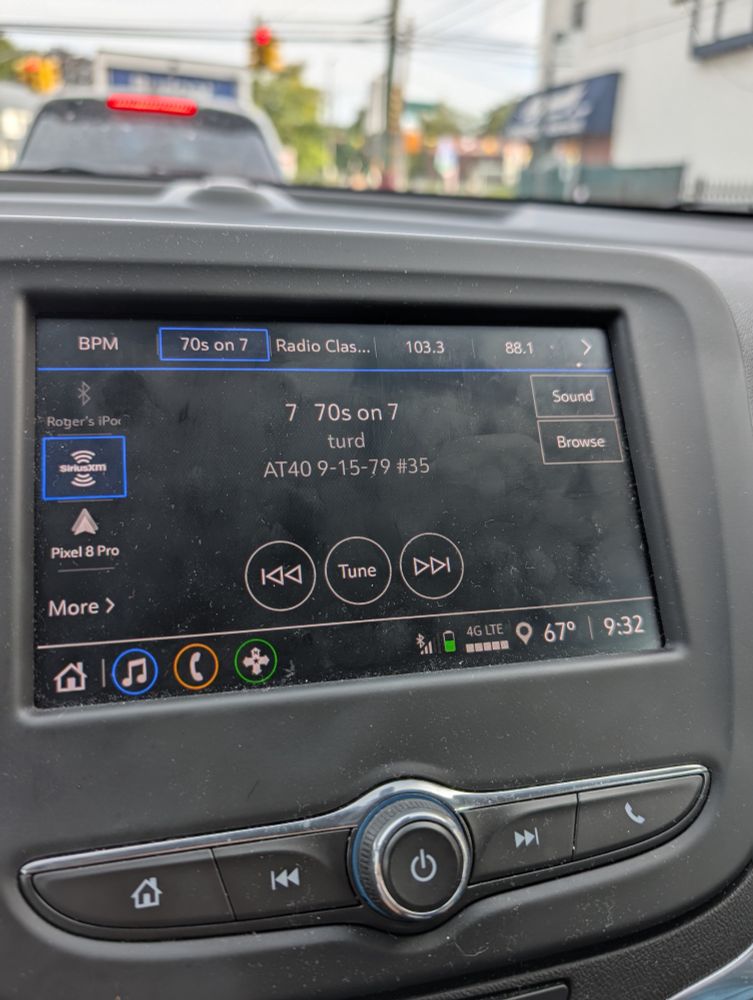 BPM
70s on 7
Radio Clas...
103.3
88.1
Roger's iPo
SiriusXM
Pixel 8 Pro
More
7 70s on 7
turd
AT40 9-15-79 #35
Sound
Browse
Tune
4G LTE
67°
9:32